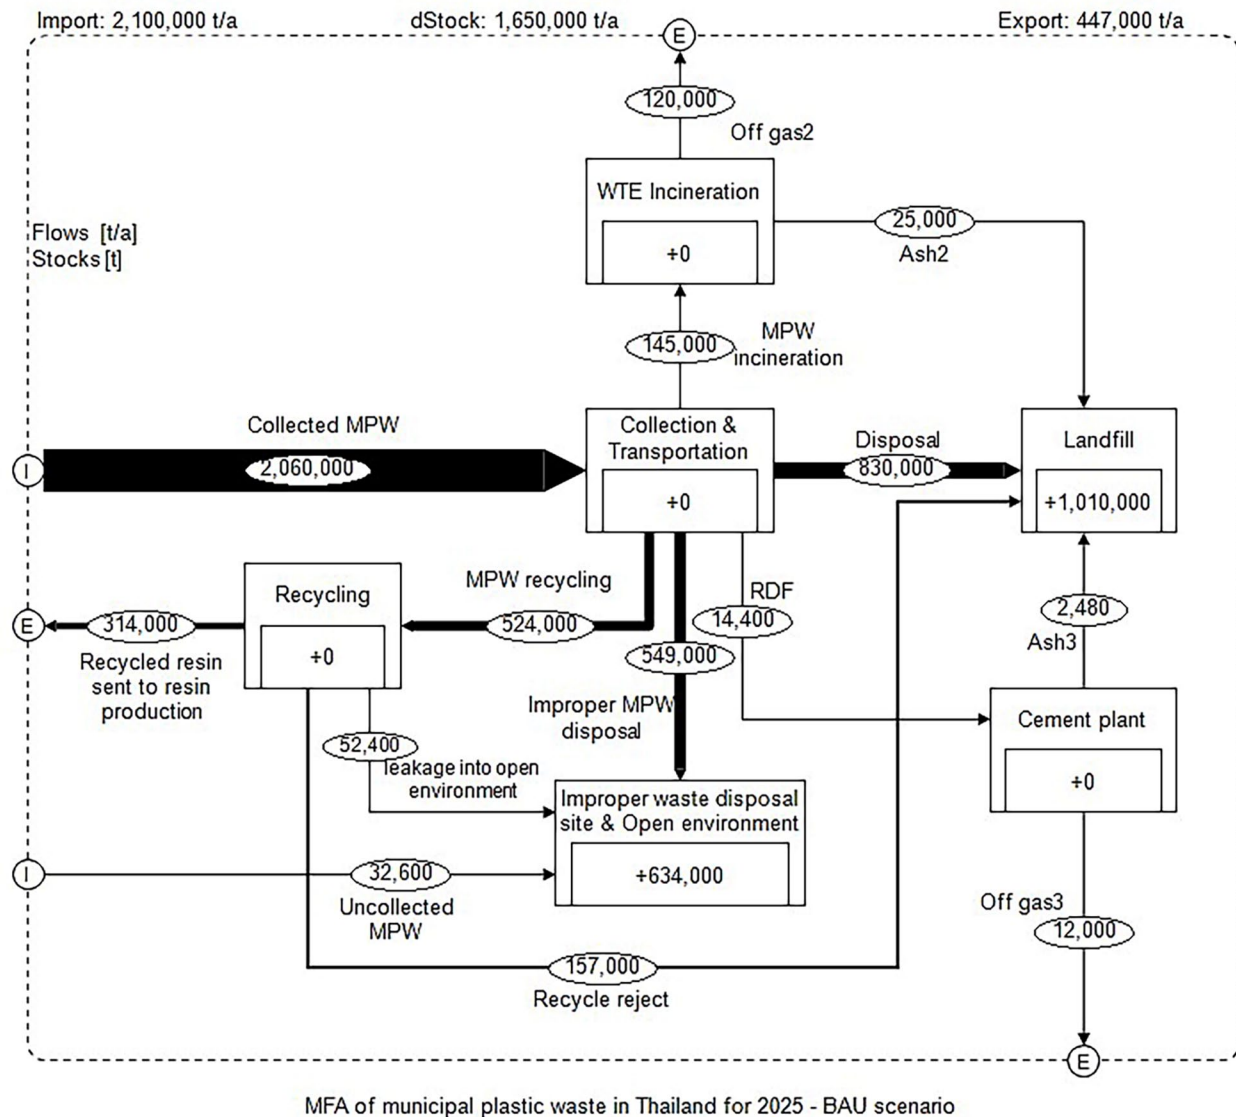 Import: 2,100,000 t/a
dStock: 1,650,000 t/a
Export: 447,000 t/a
E
120,000
Off gas2
WTE Incineration
+0
25,000
Ash2
Flows [t/a]
Stocks [t]
145,000
MPW
incineration
Collected MPW
I
2,060,000
Collection &
Transportation
+0
Disposal
830,000
Landfill
+1,010,000
MPW recycling
524,000
RDF
14,400
2,480
Ash3
Recycling
+0
E
314,000
Recycled resin
sent to resin
production
549,000
Improper MPW
disposal
Cement plant
+0
52,400
leakage into open
environment
Improper waste disposal
site & Open environment
+634,000
I
32,600
Uncollected
MPW
Off gas3
12,000
157,000
Recycle reject
E
MFA of municipal plastic waste in Thailand for 2025 - BAU scenario